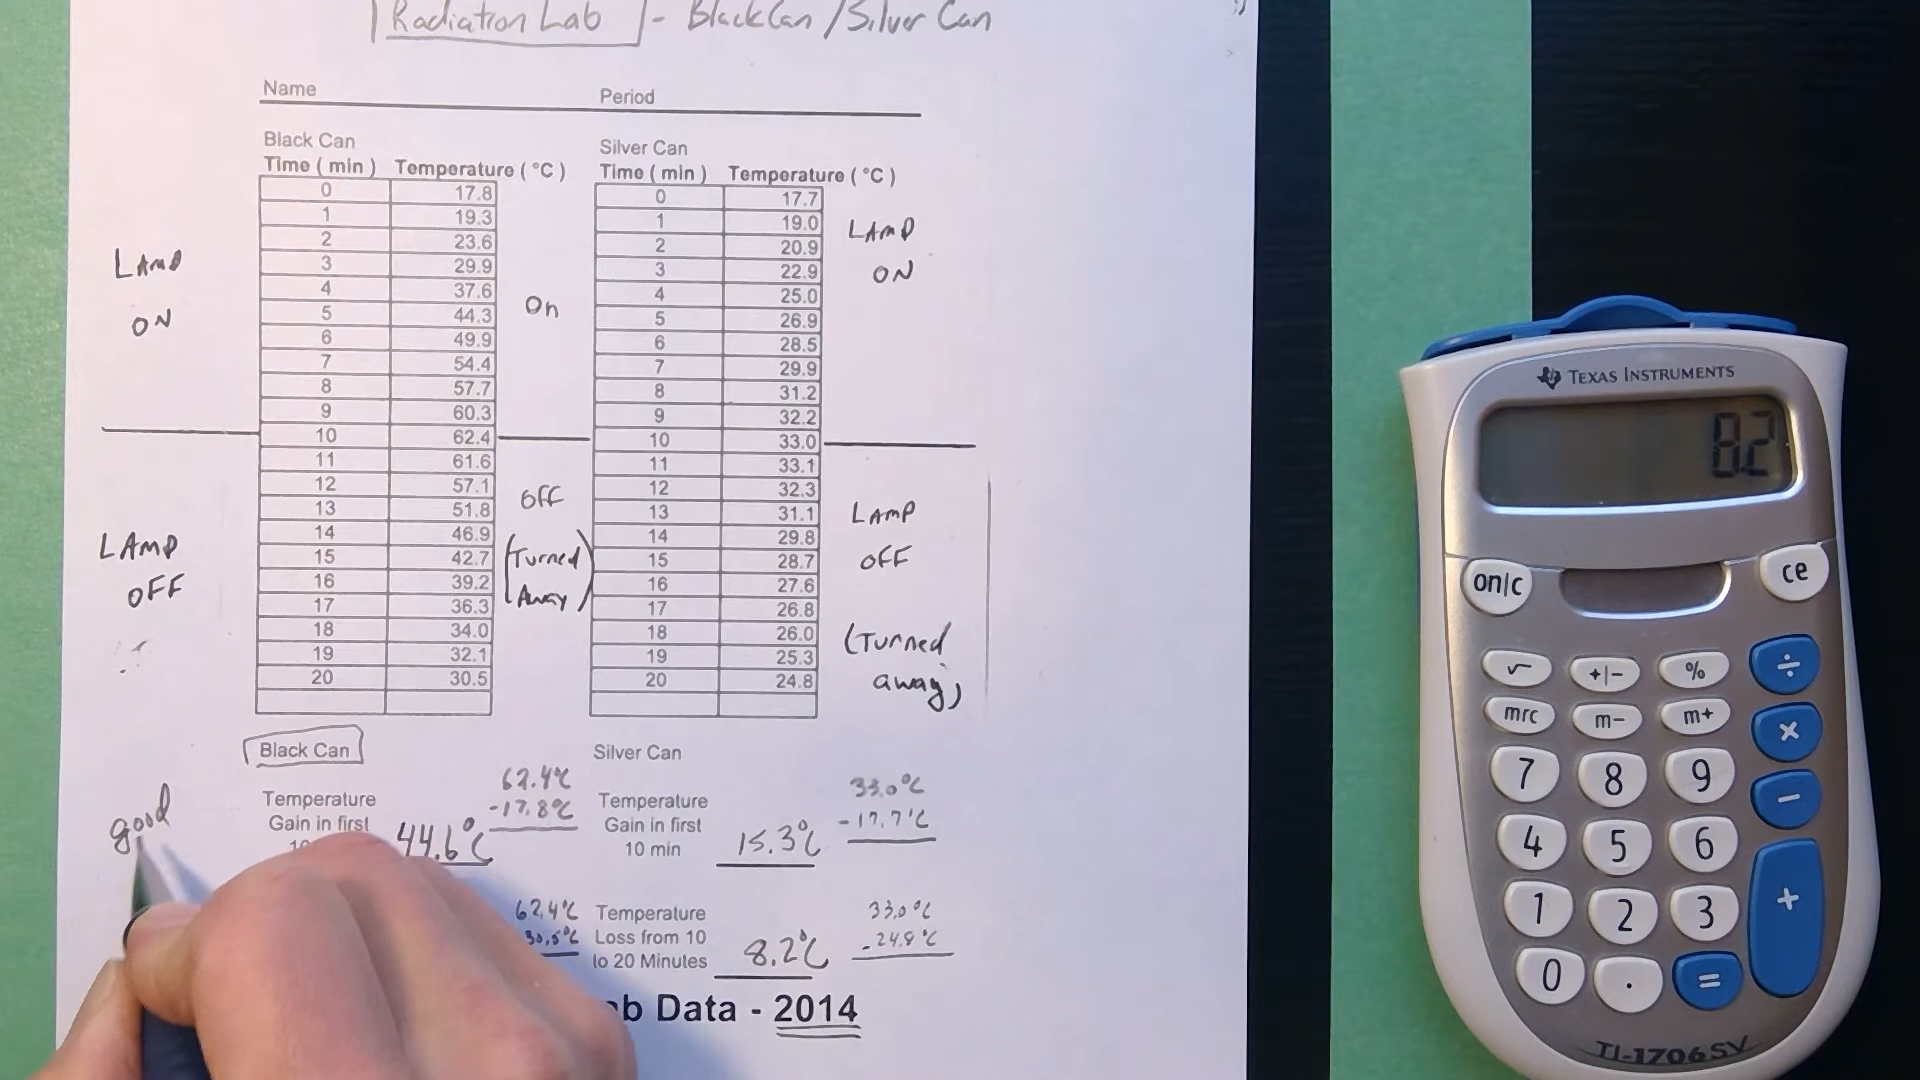 Radiation Lab - Black Can / Silver Can
Name Period
Black Can
Time ( min ) Temperature ( °C )
0 17.8
1 19.3
2 23.6
3 29.9
4 37.6
5 44.3
6 49.9
7 54.4
8 57.7
9 60.3
10 62.4
11 61.6
12 57.1
13 51.8
14 46.9
15 42.7
16 39.2
17 36.3
18 34.0
19 32.1
20 30.5
LAMP
ON
LAMP
OFF
On
OFF
(Turned
Away)
Silver Can
Time ( min ) Temperature ( °C )
0 17.7
1 19.0
2 20.9
3 22.9
4 25.0
5 26.9
6 28.5
7 29.9
8 31.2
9 32.2
10 33.0
11 33.1
12 32.3
13 31.1
14 29.8
15 28.7
16 27.6
17 26.8
18 26.0
19 25.3
20 24.8
LAMP
ON
LAMP
OFF
(Turned
away)
Black Can
good
Temperature
Gain in first
10
44.6°C
62.4°C
-17.8°C
62.4°C
30.5°C
Silver Can
Temperature
Gain in first
10 min
15.3°C
33.0°C
-17.7°C
Temperature
Loss from 10
to 20 Minutes
8.2°C
33.0°C
-24.8°C
Data - 2014
TEXAS INSTRUMENTS
8.2
on/c ce
√ +|− % ÷
mrc m− m+ ×
7 8 9 −
4 5 6 +
1 2 3
0 . =
TI-1706SV